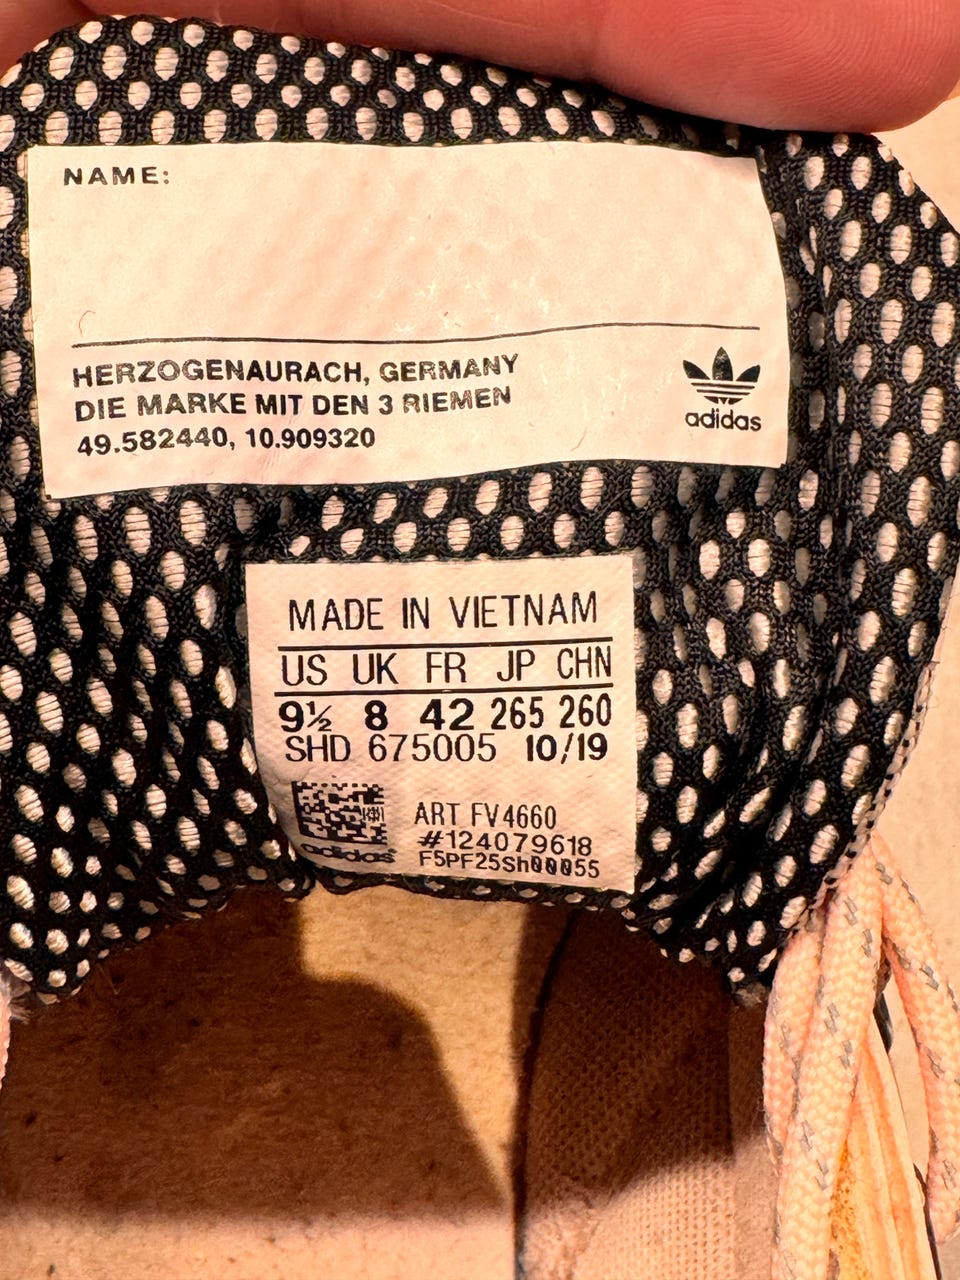 NAME:
HERZOGENAURACH, GERMANY
DIE MARKE MIT DEN 3 RIEMEN
49.582440, 10.909320
adidas
MADE IN VIETNAM
US UK FR JP CHN
9½ 8 42 265 260
SHD 675005 10/19
ART FV4660
#124079618
adidas
F5PF25Sh00055